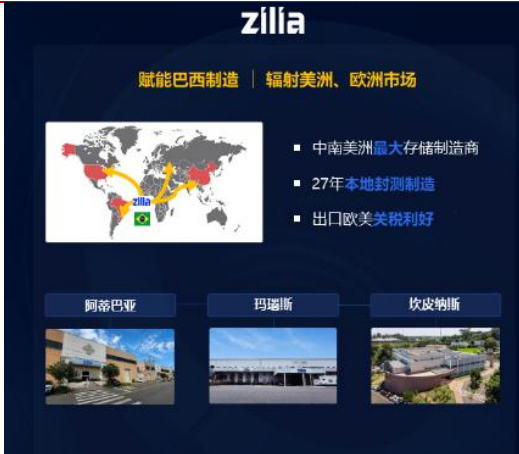 zilia
赋能巴西制造 | 辐射美洲、欧洲市场
中南美洲最大存储制造商
27年本地封测制造
出口欧美关税利好
zilia
阿蒂巴亚
玛瑙斯
坎皮纳斯